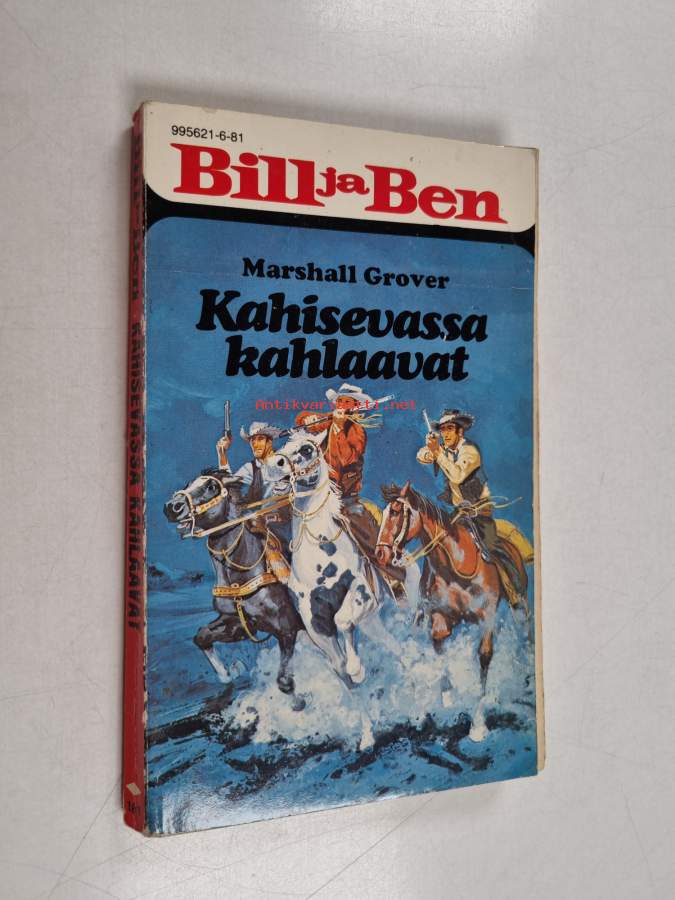 995621-6-81
Bill ja Ben
Marshall Grover
Kahisevassa
kahlaavat
Antikvariaatti.net
KAHISEVASSA KAHLAAVAT